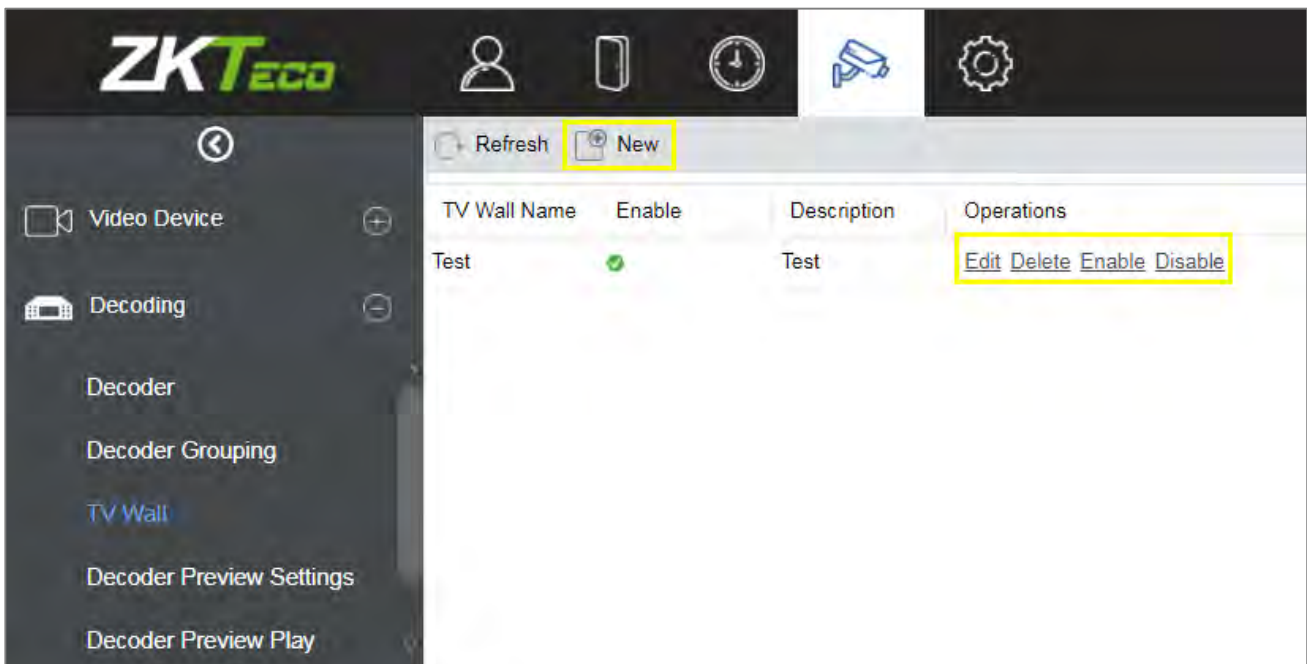 ZKTECO
Refresh New
Video Device
TV Wall Name Enable Description Operations
Test Test Edit Delete Enable Disable
Decoding
Decoder
Decoder Grouping
TV Wall
Decoder Preview Settings
Decoder Preview Play